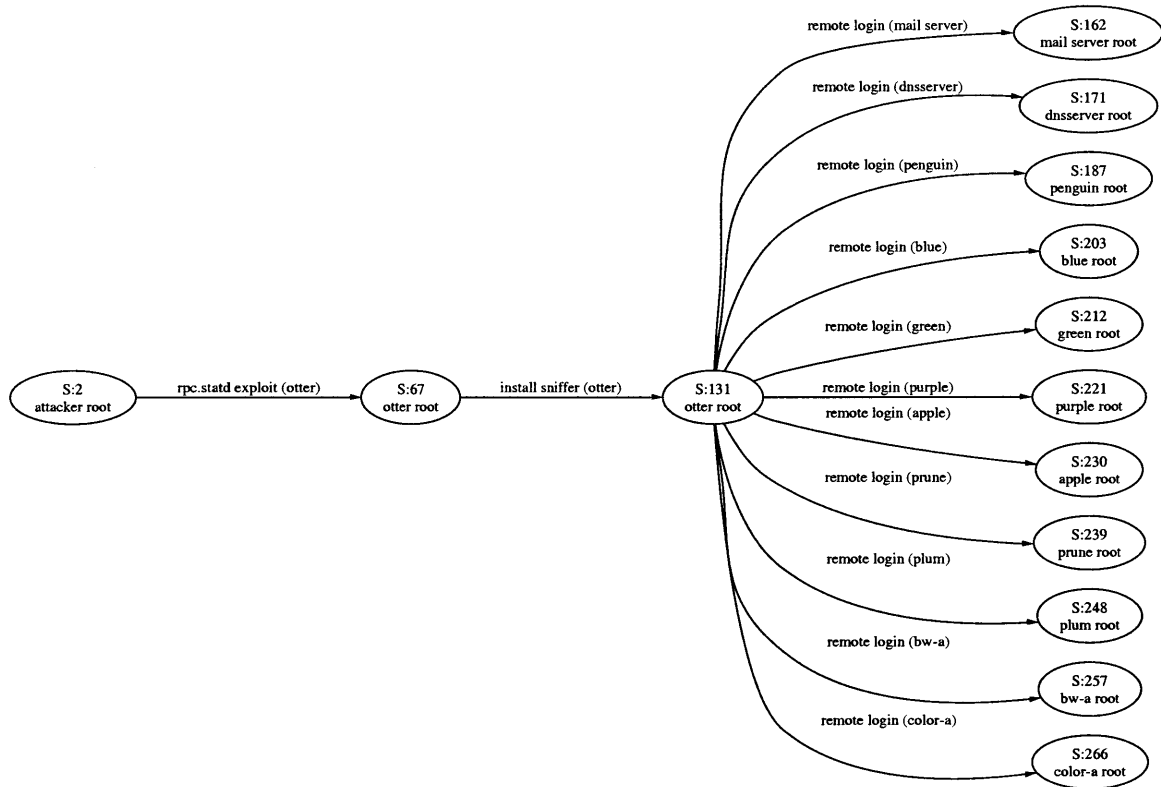 remote login (mail server)
S:162
mail server root
remote login (dnsserver)
S:171
dnsserver root
remote login (penguin)
S:187
penguin root
remote login (blue)
S:203
blue root
remote login (green)
S:212
green root
S:2
attacker root
rpc.statd exploit (otter)
S:67
otter root
install sniffer (otter)
S:131
otter root
remote login (purple)
S:221
purple root
remote login (apple)
S:230
apple root
remote login (prune)
S:239
prune root
remote login (plum)
S:248
plum root
remote login (bw-a)
S:257
bw-a root
remote login (color-a)
S:266
color-a root